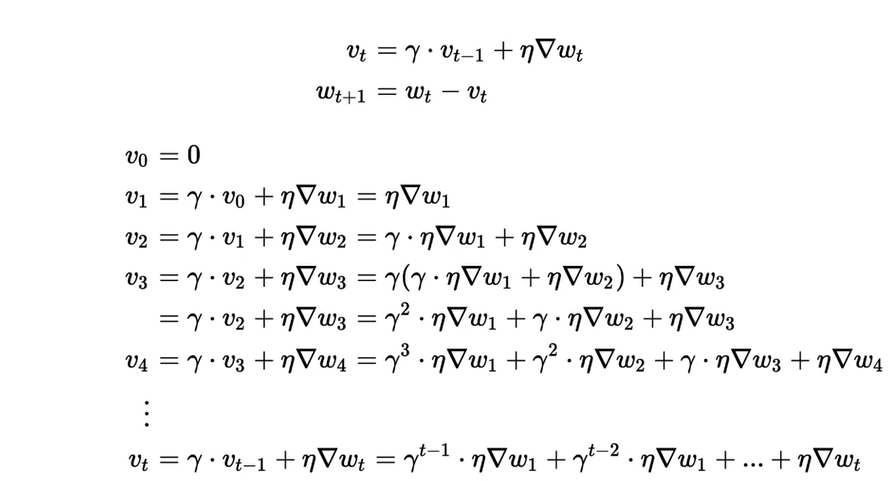 v_t = γ · v_{t−1} + η∇w_t
w_{t+1} = w_t − v_t
v_0 = 0
v_1 = γ · v_0 + η∇w_1 = η∇w_1
v_2 = γ · v_1 + η∇w_2 = γ · η∇w_1 + η∇w_2
v_3 = γ · v_2 + η∇w_3 = γ(γ · η∇w_1 + η∇w_2) + η∇w_3
= γ · v_2 + η∇w_3 = γ^2 · η∇w_1 + γ · η∇w_2 + η∇w_3
v_4 = γ · v_3 + η∇w_4 = γ^3 · η∇w_1 + γ^2 · η∇w_2 + γ · η∇w_3 + η∇w_4
⋮
v_t = γ · v_{t−1} + η∇w_t = γ^{t−1} · η∇w_1 + γ^{t−2} · η∇w_1 + ... + η∇w_t